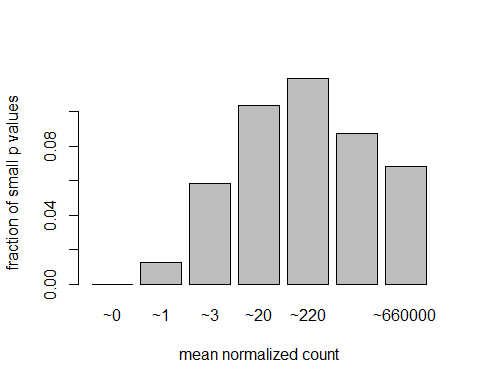 fraction of small p values
0.08
0.04
0.00
~0 ~1 ~3 ~20 ~220 ~660000
mean normalized count